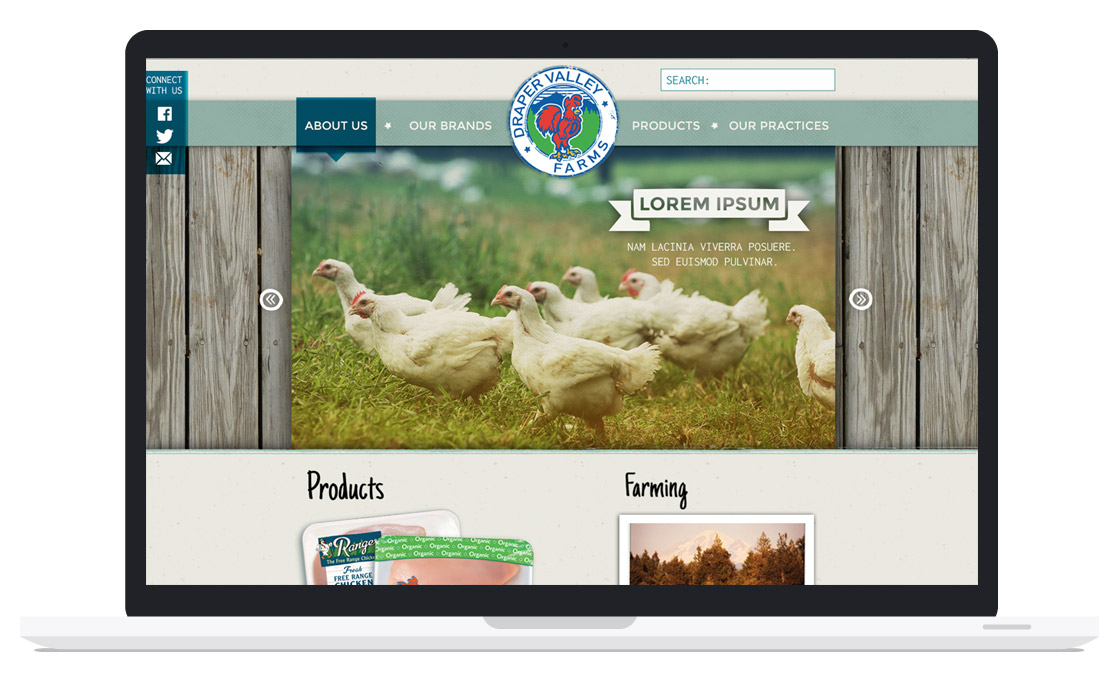 CONNECT
WITH US
SEARCH:
ABOUT US
OUR BRANDS
DRAPER VALLEY
FARMS
PRODUCTS
OUR PRACTICES
LOREM IPSUM
NAM LACINIA VIVERRA POSUERE.
SED EUISMOD PULVINAR.
Products
Farming
Ranger
The Free Range Chicken
Fresh
FREE RANGE
CHICKEN
Organic Organic Organic Organic
Organic Organic Organic Organic